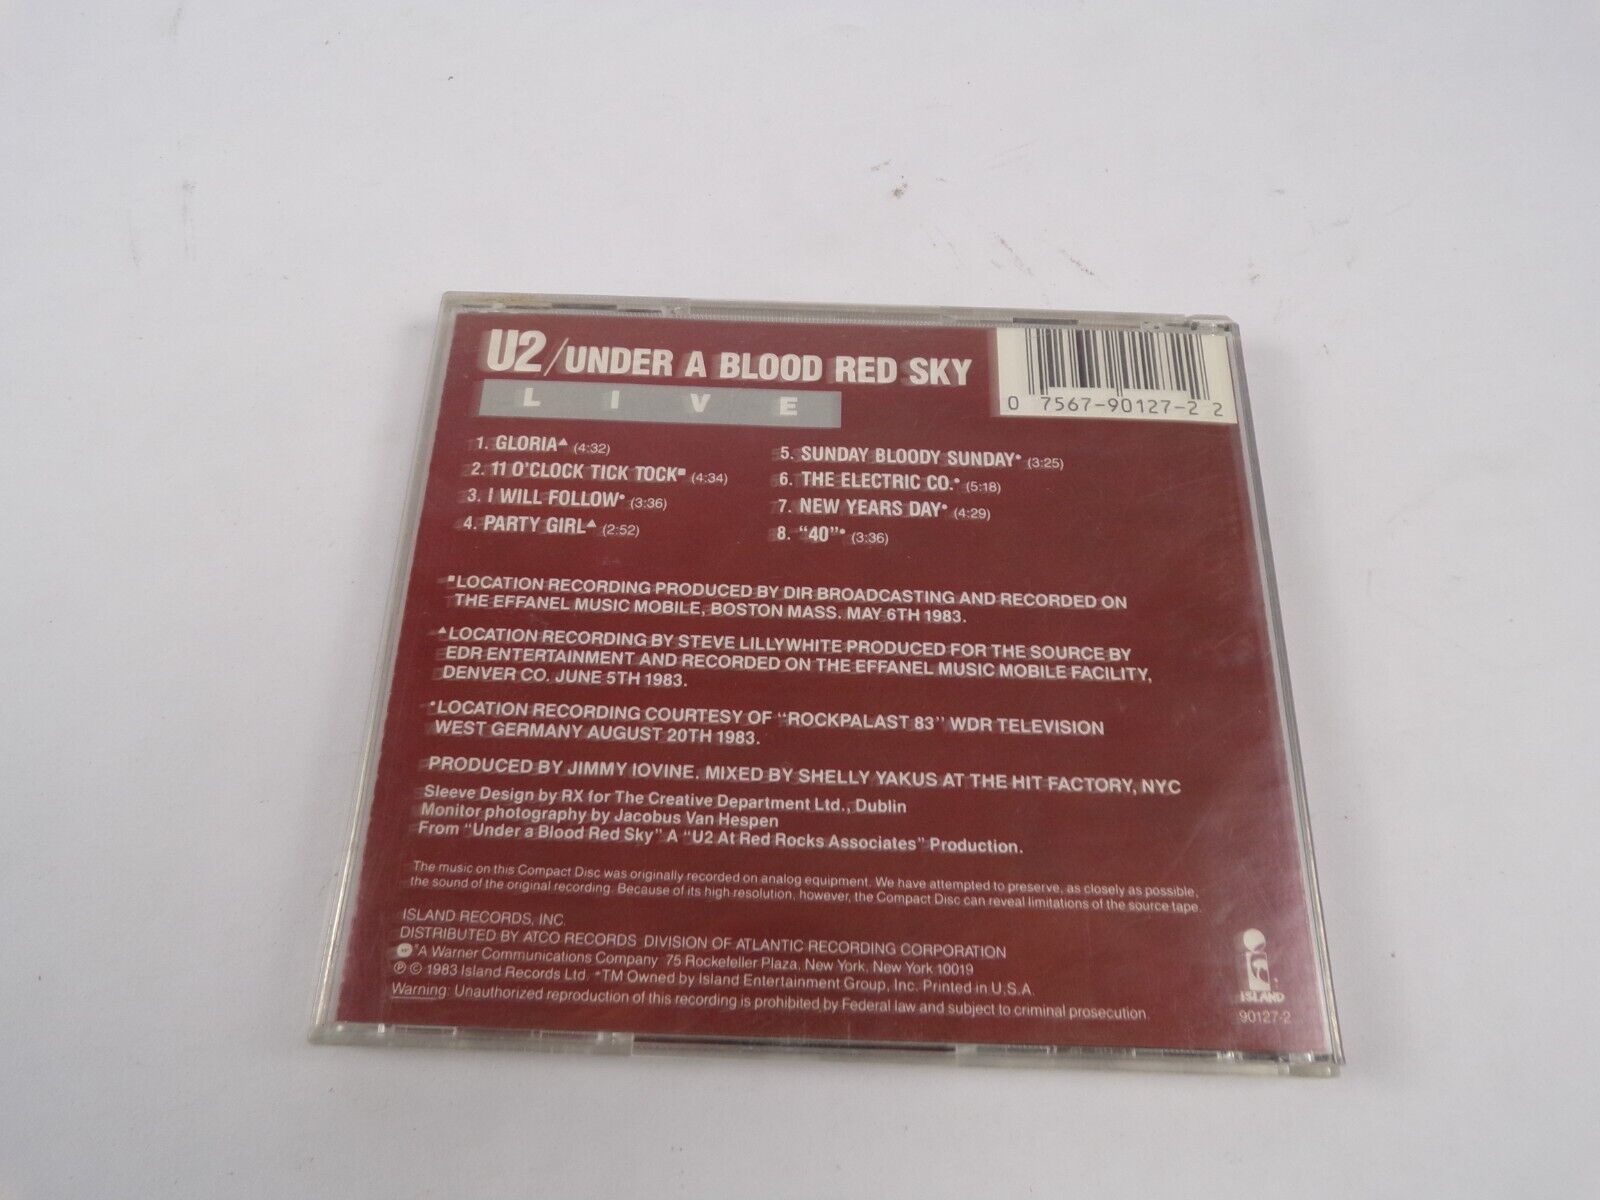 U2/UNDER A BLOOD RED SKY
LIVE
0 7567-90127-2 2
1. GLORIA▲ (4:32)
2. 11 O'CLOCK TICK TOCK■ (4:34)
3. I WILL FOLLOW• (3:36)
4. PARTY GIRL▲ (2:52)
5. SUNDAY BLOODY SUNDAY• (3:25)
6. THE ELECTRIC CO.• (5:18)
7. NEW YEARS DAY• (4:29)
8. "40"• (3:36)
■LOCATION RECORDING PRODUCED BY DIR BROADCASTING AND RECORDED ON
THE EFFANEL MUSIC MOBILE, BOSTON MASS. MAY 6TH 1983.
▲LOCATION RECORDING BY STEVE LILLYWHITE PRODUCED FOR THE SOURCE BY
EDR ENTERTAINMENT AND RECORDED ON THE EFFANEL MUSIC MOBILE FACILITY,
DENVER CO. JUNE 5TH 1983.
•LOCATION RECORDING COURTESY OF "ROCKPALAST 83" WDR TELEVISION
WEST GERMANY AUGUST 20TH 1983.
PRODUCED BY JIMMY IOVINE. MIXED BY SHELLY YAKUS AT THE HIT FACTORY, NYC
Sleeve Design by RX for The Creative Department Ltd., Dublin
Monitor photography by Jacobus Van Hespen
From "Under a Blood Red Sky" A "U2 At Red Rocks Associates" Production.
The music on this Compact Disc was originally recorded on analog equipment. We have attempted to preserve, as closely as possible,
the sound of the original recording. Because of its high resolution, however, the Compact Disc can reveal limitations of the source tape.
ISLAND RECORDS, INC.
DISTRIBUTED BY ATCO RECORDS DIVISION OF ATLANTIC RECORDING CORPORATION
*A Warner Communications Company 75 Rockefeller Plaza, New York, New York 10019
℗ © 1983 Island Records Ltd. *TM Owned by Island Entertainment Group, Inc. Printed in U.S.A.
Warning: Unauthorized reproduction of this recording is prohibited by Federal law and subject to criminal prosecution.
ISLAND
90127-2